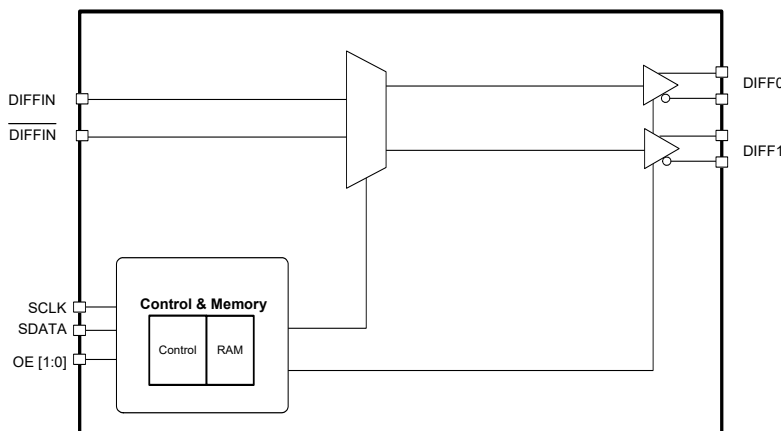 DIFFIN
DIFFIN
DIFF0
DIFF1
SCLK
SDATA
OE [1:0]
Control & Memory
Control
RAM